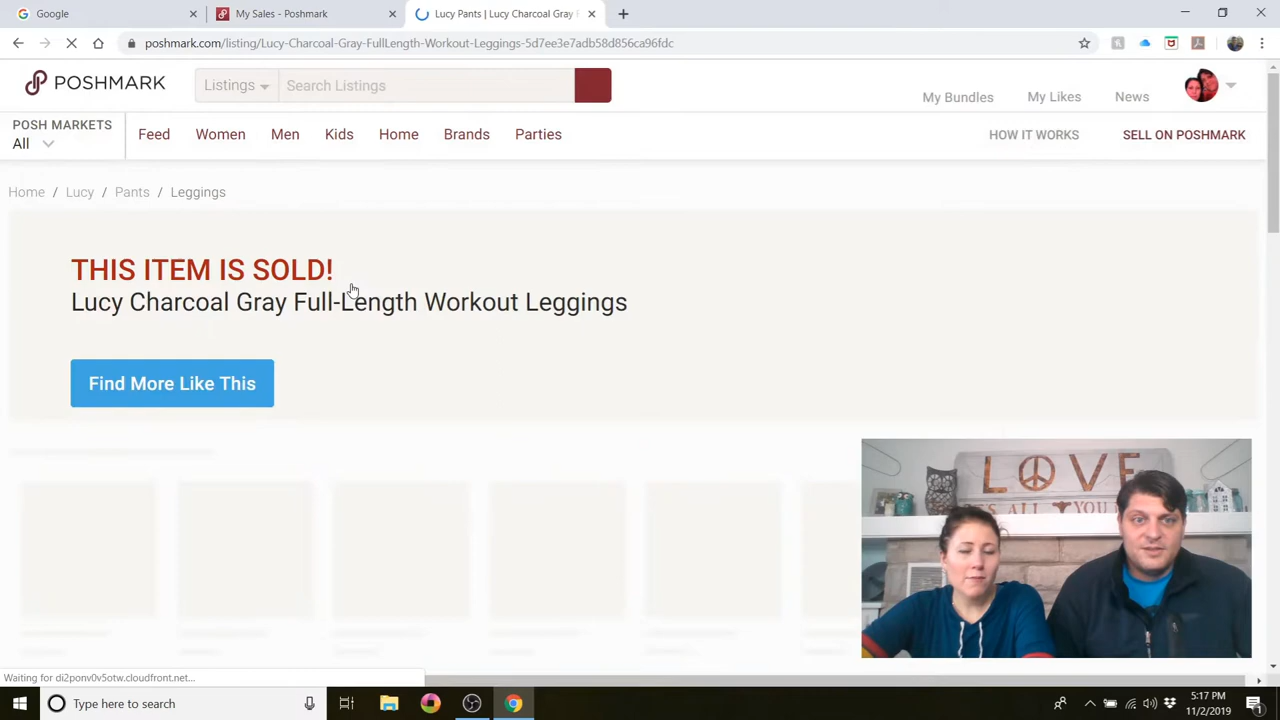 Google
My Sales - Poshmark
Lucy Pants | Lucy Charcoal Gray F
poshmark.com/listing/Lucy-Charcoal-Gray-FullLength-Workout-Leggings-5d7ee3e7adb58d856ca96fdc
POSHMARK
Listings
Search Listings
My Bundles
My Likes
News
POSH MARKETS
All
Feed
Women
Men
Kids
Home
Brands
Parties
HOW IT WORKS
SELL ON POSHMARK
Home / Lucy / Pants / Leggings
THIS ITEM IS SOLD!
Lucy Charcoal Gray Full-Length Workout Leggings
Find More Like This
LOVE
Waiting for di2ponv0v5otw.cloudfront.net...
Type here to search
5:17 PM
11/2/2019